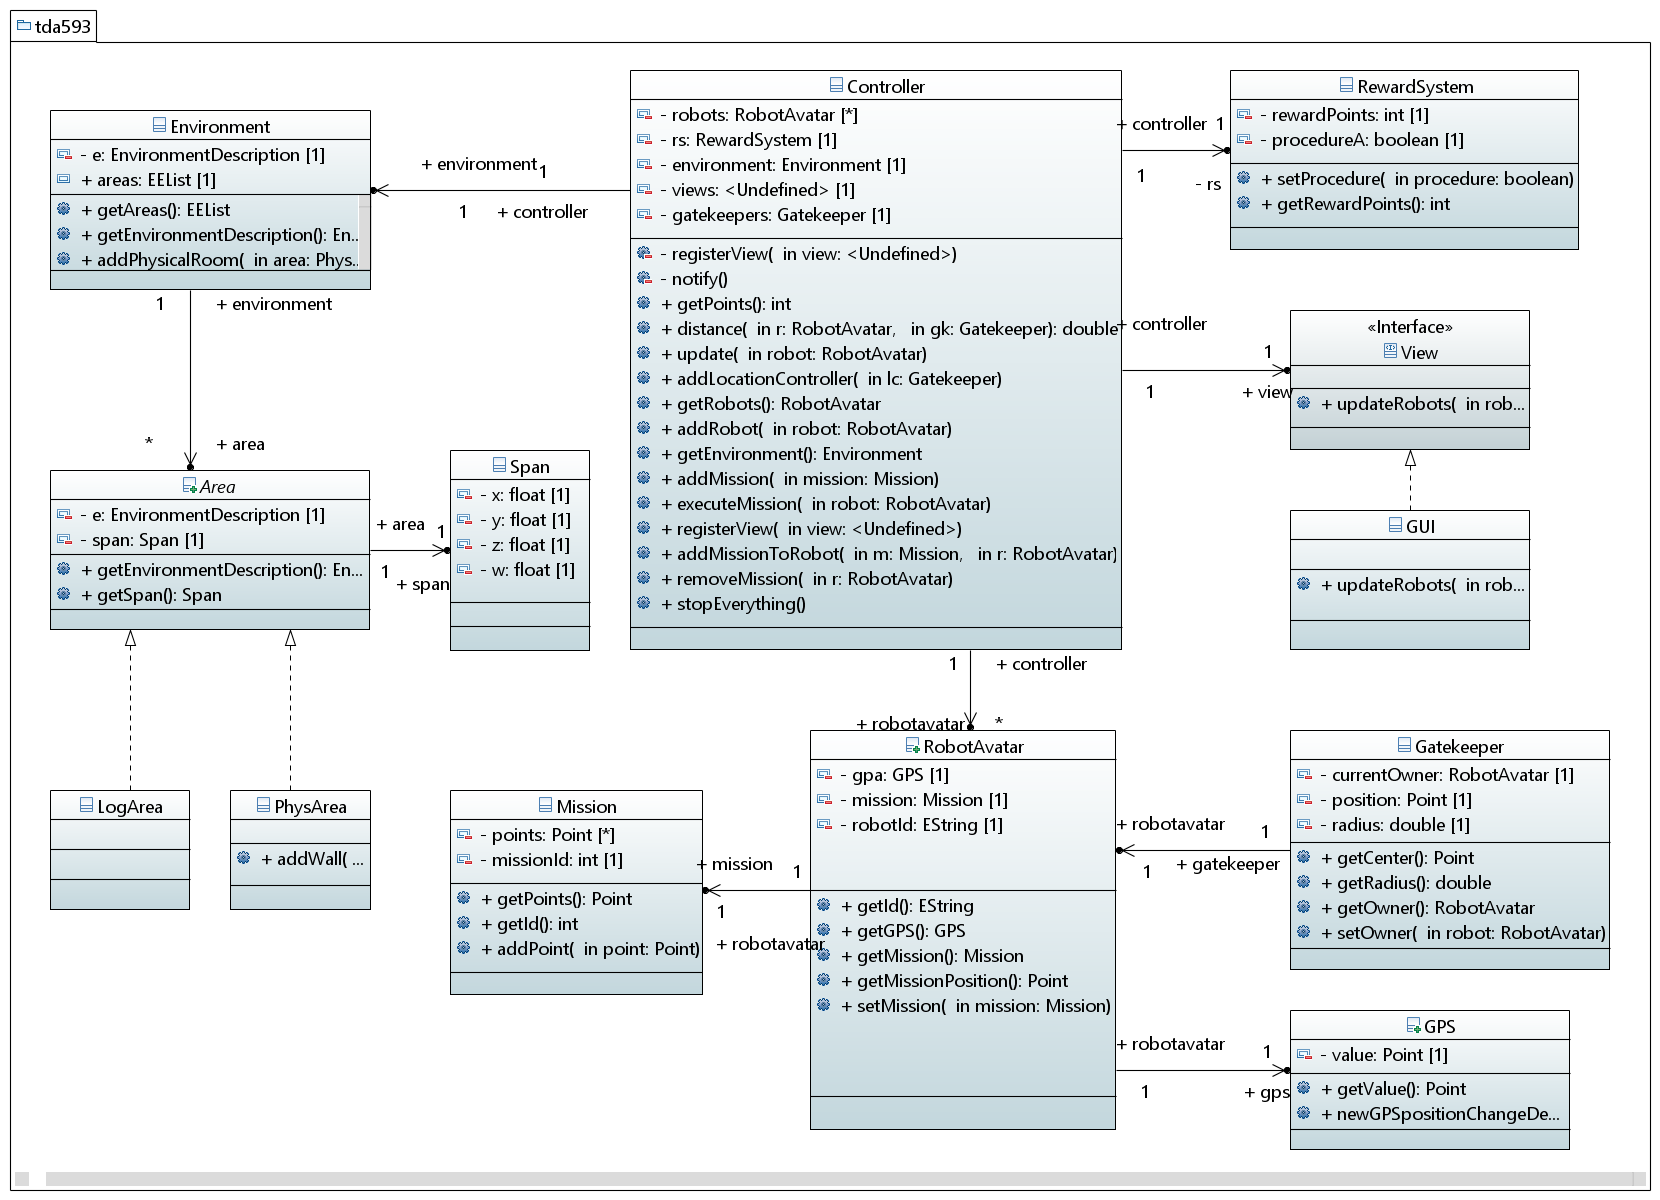 tda593
Environment
- e: EnvironmentDescription [1]
+ areas: EEList [1]
+ getAreas(): EEList
+ getEnvironmentDescription(): En...
+ addPhysicalRoom(  in area: Phys...
+ environment
1
1
+ controller
Controller
- robots: RobotAvatar [*]
- rs: RewardSystem [1]
- environment: Environment [1]
- views: <Undefined> [1]
- gatekeepers: Gatekeeper [1]
- registerView(  in view: <Undefined>)
- notify()
+ getPoints(): int
+ distance(  in r: RobotAvatar,   in gk: Gatekeeper): double
+ update(  in robot: RobotAvatar)
+ addLocationController(  in lc: Gatekeeper)
+ getRobots(): RobotAvatar
+ addRobot(  in robot: RobotAvatar)
+ getEnvironment(): Environment
+ addMission(  in mission: Mission)
+ executeMission(  in robot: RobotAvatar)
+ registerView(  in view: <Undefined>)
+ addMissionToRobot(  in m: Mission,   in r: RobotAvatar)
+ removeMission(  in r: RobotAvatar)
+ stopEverything()
+ controller
1
1
- rs
RewardSystem
- rewardPoints: int [1]
- procedureA: boolean [1]
+ setProcedure(  in procedure: boolean)
+ getRewardPoints(): int
+ controller
1
1
+ view
«Interface»
View
+ updateRobots(  in rob...
GUI
+ updateRobots(  in rob...
1
+ environment
*
+ area
Area
- e: EnvironmentDescription [1]
- span: Span [1]
+ getEnvironmentDescription(): En...
+ getSpan(): Span
+ area
1
1
+ span
Span
- x: float [1]
- y: float [1]
- z: float [1]
- w: float [1]
LogArea
PhysArea
+ addWall( ...
1
+ controller
+ robotavatar
*
Mission
- points: Point [*]
- missionId: int [1]
+ getPoints(): Point
+ getId(): int
+ addPoint(  in point: Point)
+ mission
1
1
+ robotavatar
RobotAvatar
- gpa: GPS [1]
- mission: Mission [1]
- robotId: EString [1]
+ getId(): EString
+ getGPS(): GPS
+ getMission(): Mission
+ getMissionPosition(): Point
+ setMission(  in mission: Mission)
+ robotavatar
1
1
+ gatekeeper
Gatekeeper
- currentOwner: RobotAvatar [1]
- position: Point [1]
- radius: double [1]
+ getCenter(): Point
+ getRadius(): double
+ getOwner(): RobotAvatar
+ setOwner(  in robot: RobotAvatar)
+ robotavatar
1
1
+ gps
GPS
- value: Point [1]
+ getValue(): Point
+ newGPSpositionChangeDe...